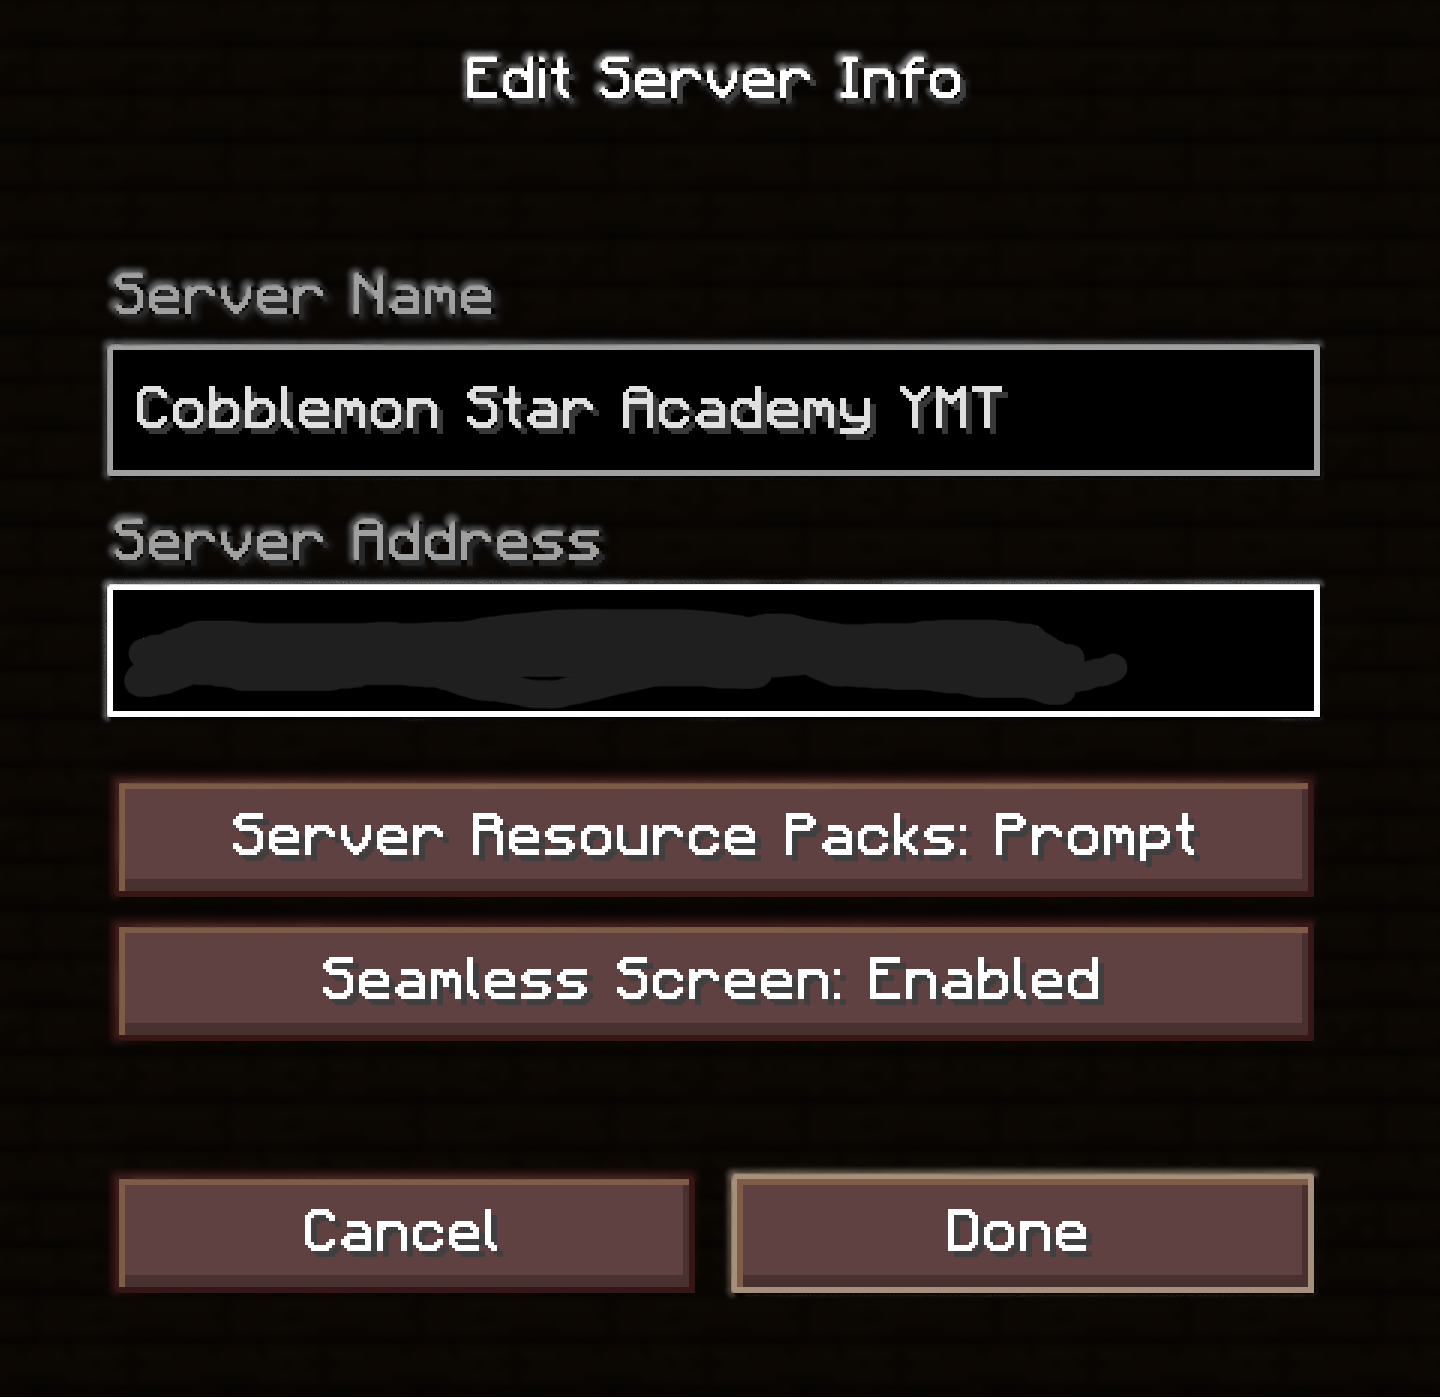 Edit Server Info
Server Name
Cobblemon Star Academy YMT
Server Address
Server Resource Packs: Prompt
Seamless Screen: Enabled
Cancel
Done